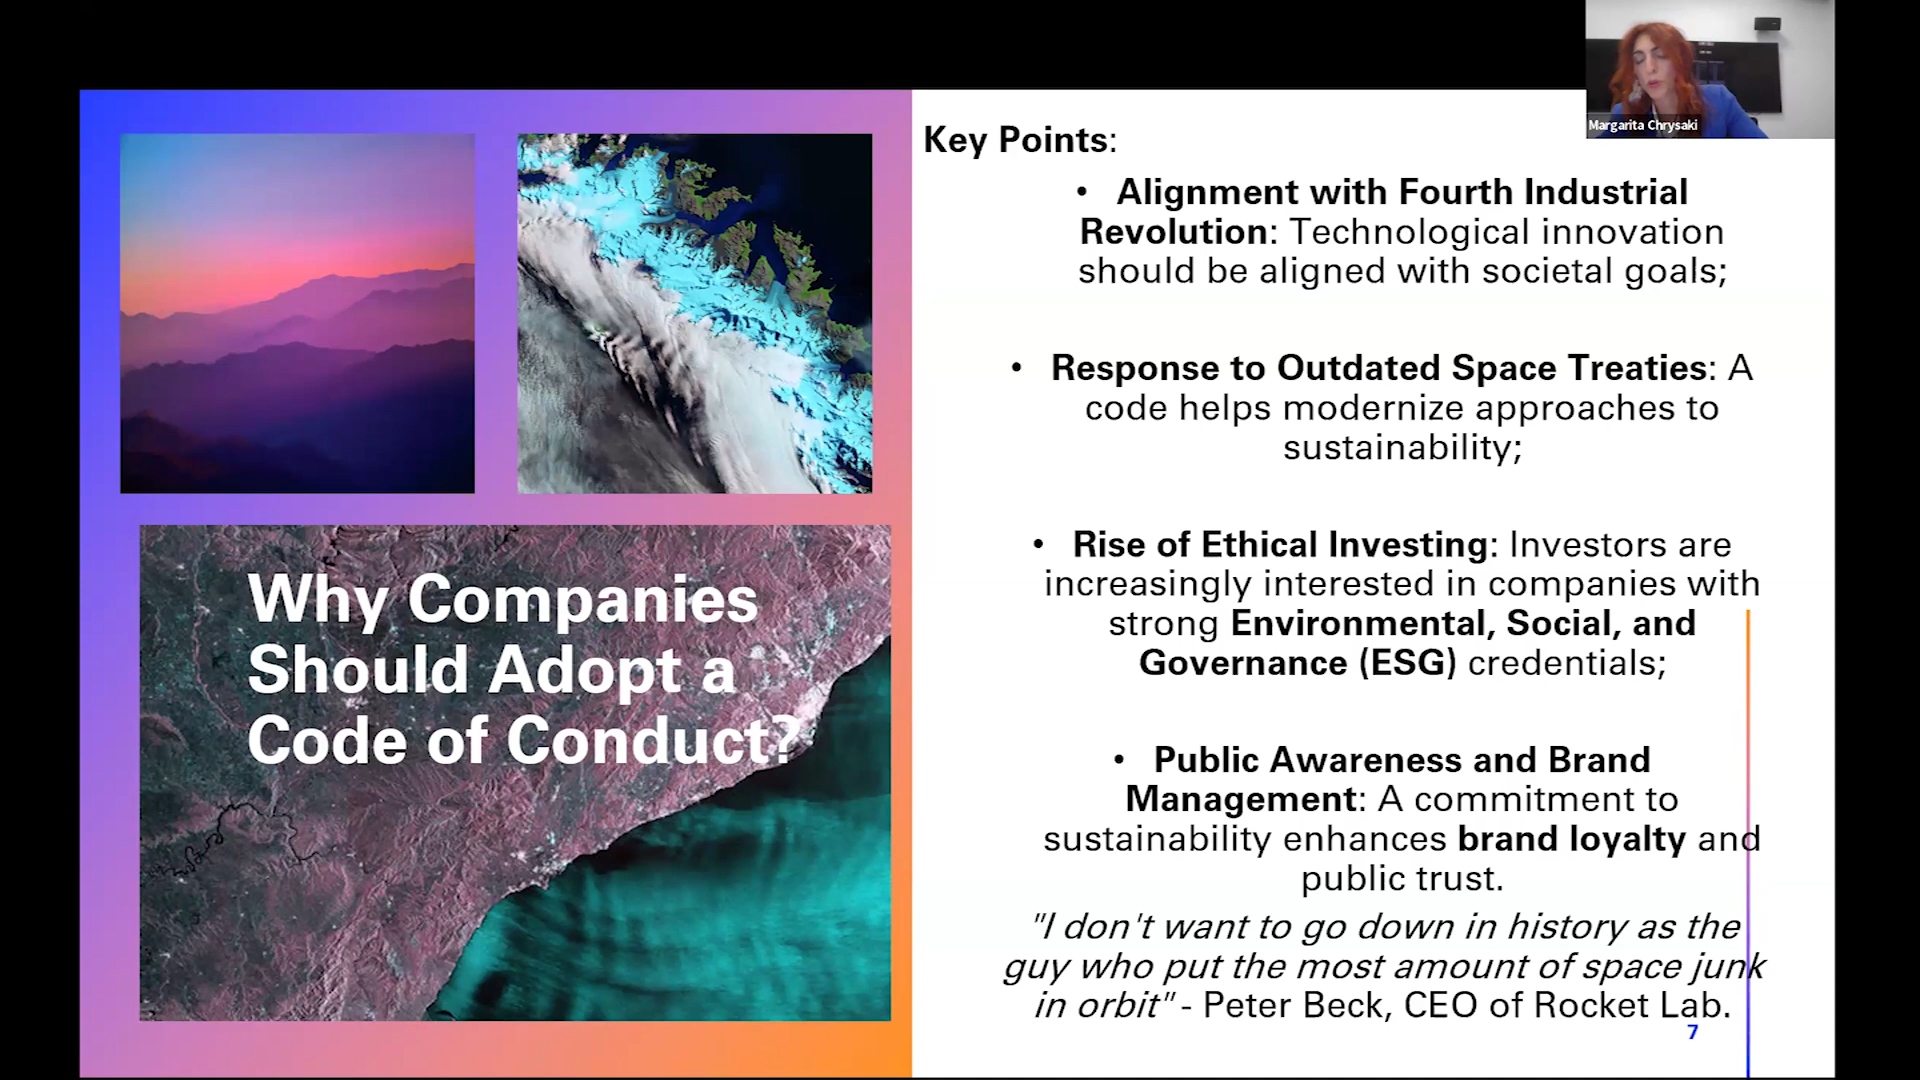 Margarita Chrysaki
Why Companies
Should Adopt a
Code of Conduct?
Key Points:
• Alignment with Fourth Industrial
Revolution: Technological innovation
should be aligned with societal goals;
• Response to Outdated Space Treaties: A
code helps modernize approaches to
sustainability;
• Rise of Ethical Investing: Investors are
increasingly interested in companies with
strong Environmental, Social, and
Governance (ESG) credentials;
• Public Awareness and Brand
Management: A commitment to
sustainability enhances brand loyalty and
public trust.
"I don't want to go down in history as the
guy who put the most amount of space junk
in orbit" - Peter Beck, CEO of Rocket Lab.
7